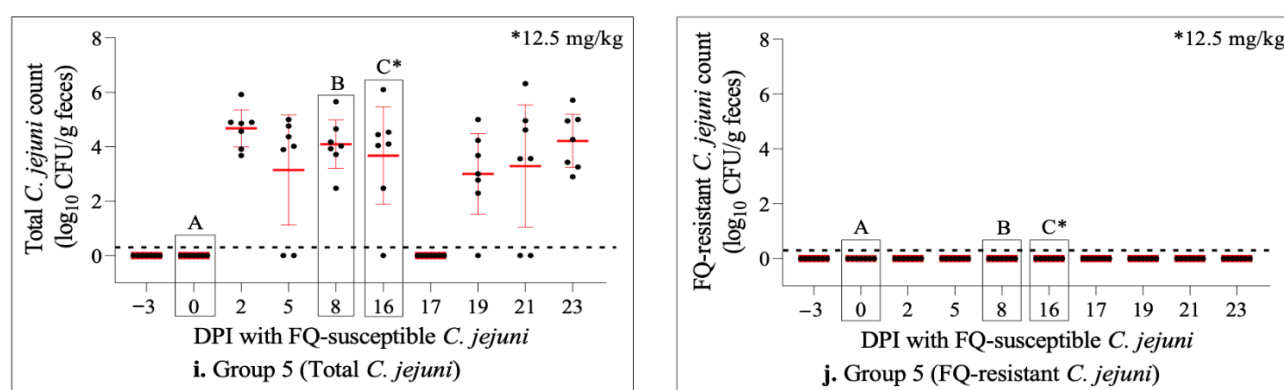 *12.5 mg/kg
Total C. jejuni count
(log10 CFU/g feces)
8
6
4
2
0
A
B
C*
−3 0 2 5 8 16 17 19 21 23
DPI with FQ-susceptible C. jejuni
i. Group 5 (Total C. jejuni)
*12.5 mg/kg
FQ-resistant C. jejuni count
(log10 CFU/g feces)
8
6
4
2
0
A
B
C*
−3 0 2 5 8 16 17 19 21 23
DPI with FQ-susceptible C. jejuni
j. Group 5 (FQ-resistant C. jejuni)